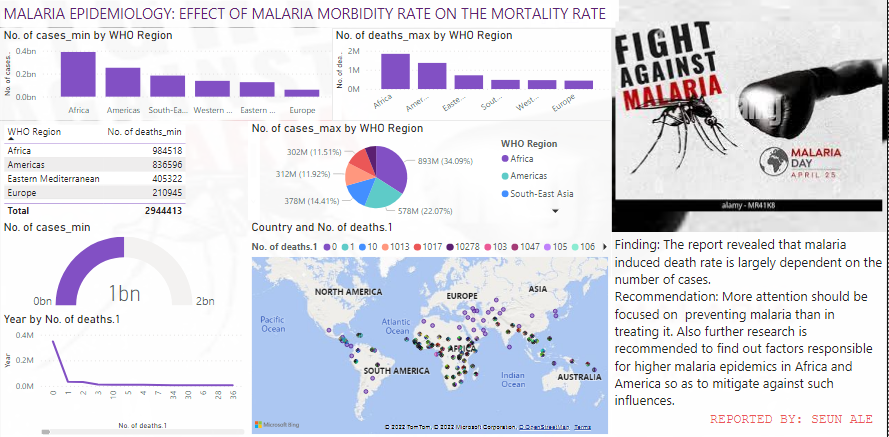 MALARIA EPIDEMIOLOGY: EFFECT OF MALARIA MORBIDITY RATE ON THE MORTALITY RATE
No. of cases_min by WHO Region
No. of cases...
0.4bn
0.2bn
0.0bn
Africa
Americas
South-Ea...
Western ...
Eastern ...
Europe
No. of deaths_max by WHO Region
No. of dea...
2M
1M
0M
Africa
Amer...
Easte...
Sout...
West...
Europe
WHO Region No. of deaths_min
Africa 984518
Americas 836596
Eastern Mediterranean 405322
Europe 210945
Total 2944413
No. of cases_max by WHO Region
302M (11.51%)
312M (11.92%)
378M (14.41%)
893M (34.09%)
578M (22.07%)
WHO Region
Africa
Americas
South-East Asia
No. of cases_min
0bn
1bn
2bn
Year by No. of deaths.1
Year
0.4M
0.2M
0.0M
0 1 2 3 10 5 4 7 14 30 6 28 36
No. of deaths.1
Country and No. of deaths.1
No. of deaths.1 0 1 10 1013 1017 10278 103 1047 105 106
NORTH AMERICA
EUROPE
ASIA
Pacific
Ocean
Atlantic
Ocean
AFRICA
SOUTH AMERICA
Indian
Ocean
AUSTRALIA
Microsoft Bing
© 2022 TomTom, © 2022 Microsoft Corporation, © OpenStreetMap Terms
FIGHT
AGAINST
MALARIA
MALARIA
DAY
APRIL 25
alamy - MR41K8
Finding: The report revealed that malaria
induced death rate is largely dependent on the
number of cases.
Recommendation: More attention should be
focused on  preventing malaria than in
treating it. Also further research is
recommended to find out factors responsible
for higher malaria epidemics in Africa and
America so as to mitigate against such
influences.
REPORTED BY: SEUN ALE